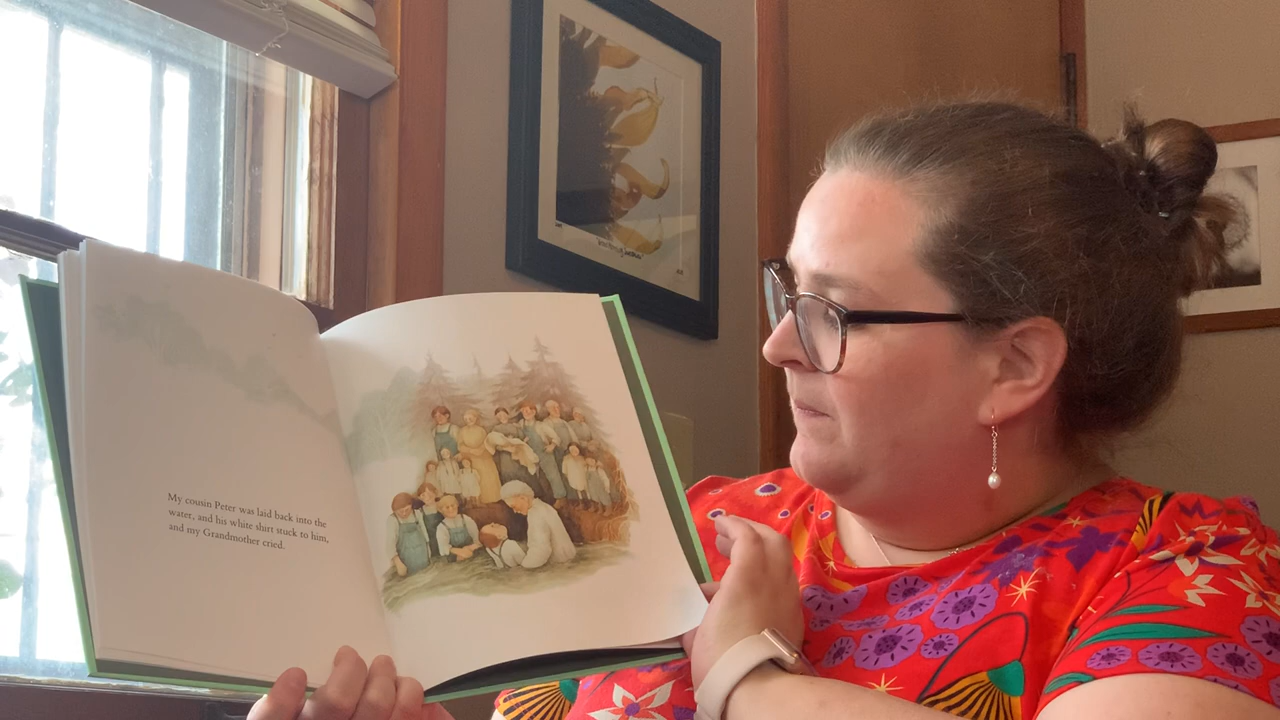 My cousin Peter was laid back into the
water, and his white shirt stuck to him,
and my Grandmother cried.